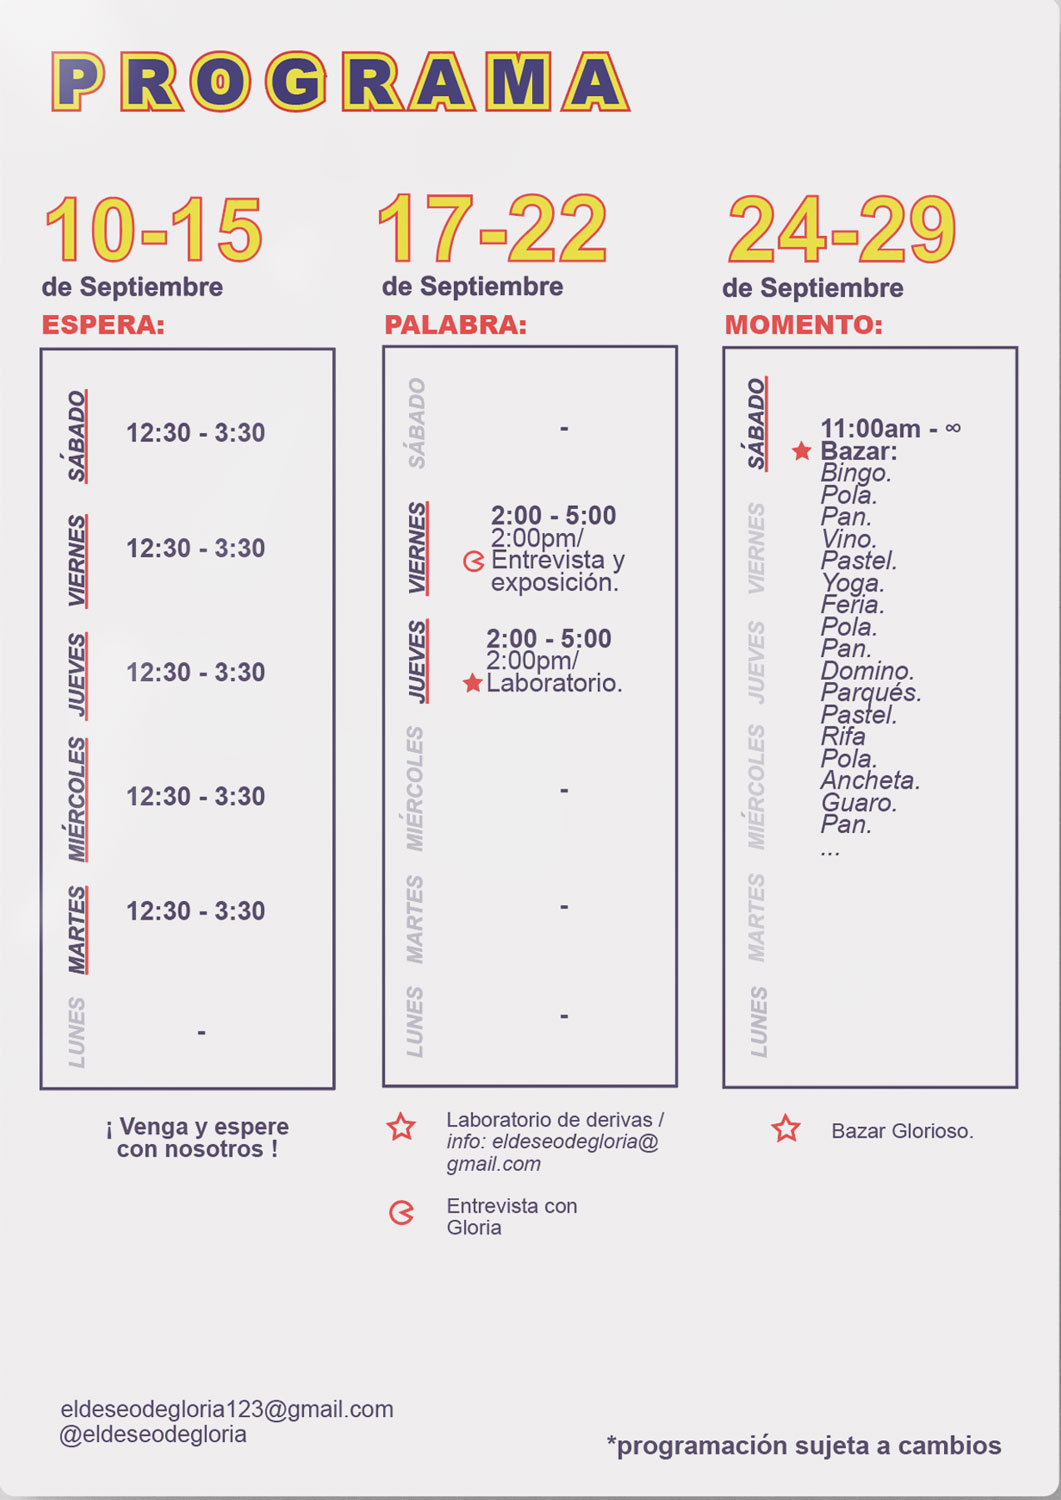 PROGRAMA
10-15
de Septiembre
ESPERA:
SÁBADO
12:30 - 3:30
VIERNES
12:30 - 3:30
JUEVES
12:30 - 3:30
MIÉRCOLES
12:30 - 3:30
MARTES
12:30 - 3:30
LUNES
-
¡ Venga y espere
con nosotros !
17-22
de Septiembre
PALABRA:
SÁBADO
-
VIERNES
2:00 - 5:00
2:00pm/
Entrevista y
exposición.
JUEVES
2:00 - 5:00
2:00pm/
Laboratorio.
MIÉRCOLES
-
MARTES
-
LUNES
-
Laboratorio de derivas /
info: eldeseodegloria@
gmail.com
Entrevista con
Gloria
24-29
de Septiembre
MOMENTO:
SÁBADO
11:00am - ∞
Bazar:
Bingo.
Pola.
Pan.
Vino.
Pastel.
Yoga.
Feria.
Pola.
Pan.
Domino.
Parqués.
Pastel.
Rifa
Pola.
Ancheta.
Guaro.
Pan.
...
VIERNES
JUEVES
MIÉRCOLES
MARTES
LUNES
Bazar Glorioso.
eldeseodegloria123@gmail.com
@eldeseodegloria
*programación sujeta a cambios